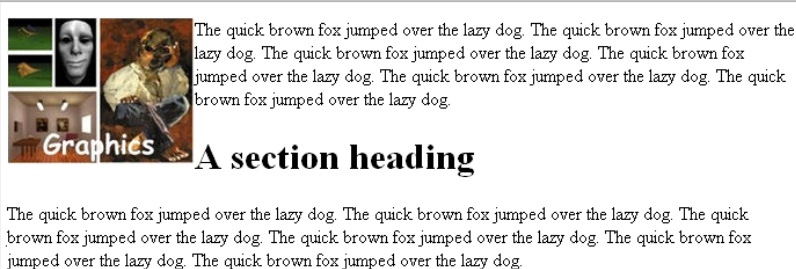 The quick brown fox jumped over the lazy dog. The quick brown fox jumped over the
lazy dog. The quick brown fox jumped over the lazy dog. The quick brown fox
jumped over the lazy dog. The quick brown fox jumped over the lazy dog. The quick
brown fox jumped over the lazy dog.
Graphics
A section heading
The quick brown fox jumped over the lazy dog. The quick brown fox jumped over the lazy dog. The quick
brown fox jumped over the lazy dog. The quick brown fox jumped over the lazy dog. The quick brown fox
jumped over the lazy dog. The quick brown fox jumped over the lazy dog.